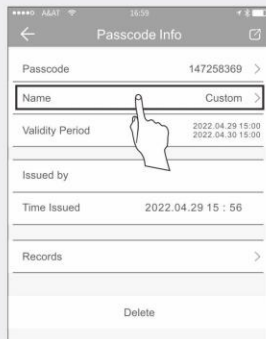 A&AT 16:59
Passcode Info
Passcode 147258369
Name Custom
Validity Period 2022.04.29 15:00
2022.04.30 15:00
Issued by
Time Issued 2022.04.29 15 : 56
Records
Delete